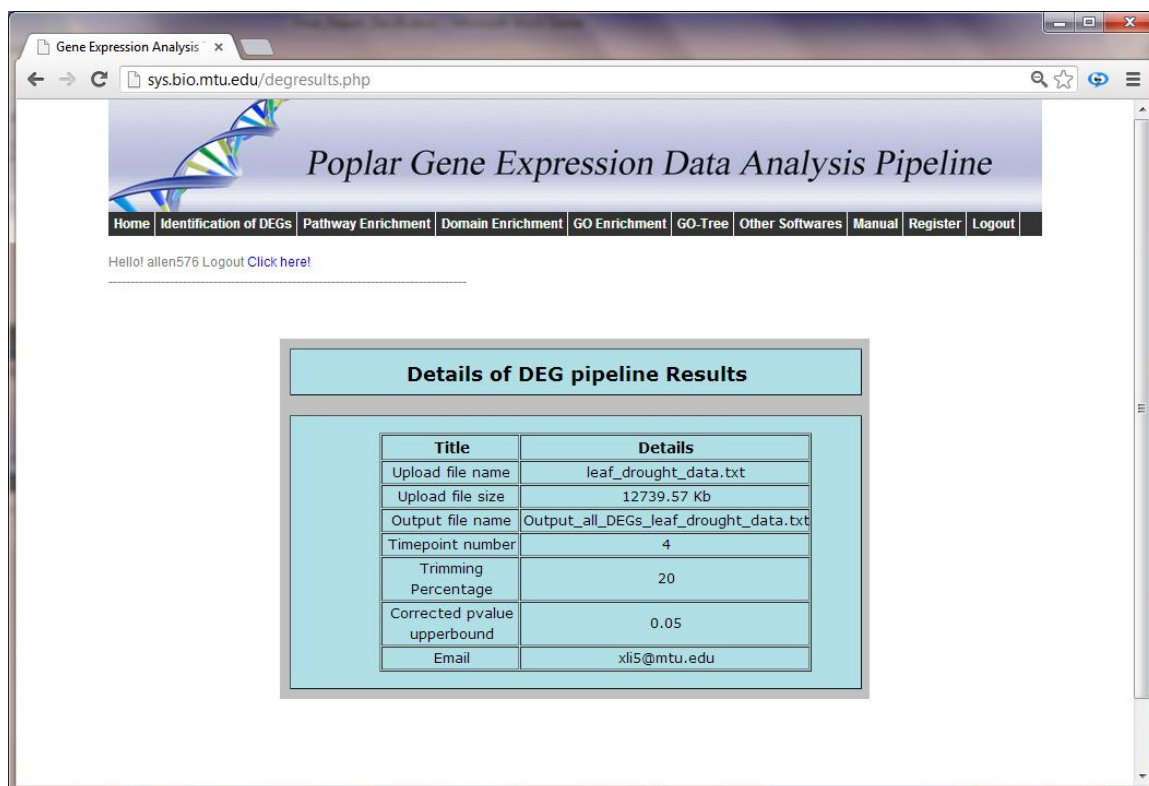 Gene Expression Analysis
sys.bio.mtu.edu/degresults.php
Poplar Gene Expression Data Analysis Pipeline
Home Identification of DEGs Pathway Enrichment Domain Enrichment GO Enrichment GO-Tree Other Softwares Manual Register Logout
Hello! allen576 Logout Click here!
Details of DEG pipeline Results
Title Details
Upload file name leaf_drought_data.txt
Upload file size 12739.57 Kb
Output file name Output_all_DEGs_leaf_drought_data.txt
Timepoint number 4
Trimming
Percentage 20
Corrected pvalue
upperbound 0.05
Email xli5@mtu.edu